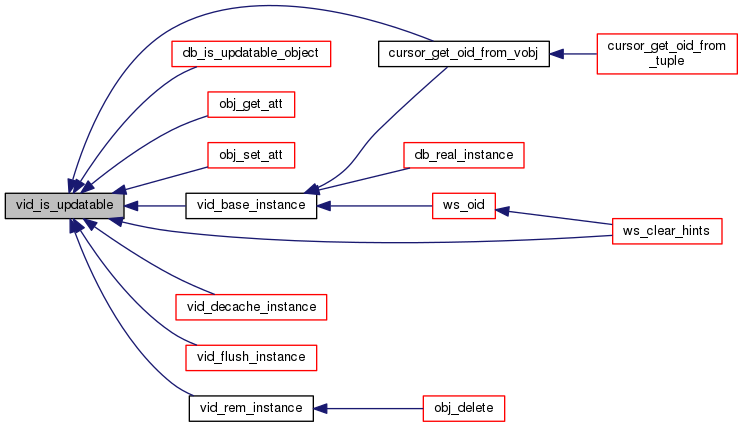 cursor_get_oid_from_vobj
cursor_get_oid_from
_tuple
db_is_updatable_object
obj_get_att
obj_set_att
db_real_instance
vid_is_updatable
vid_base_instance
ws_oid
ws_clear_hints
vid_decache_instance
vid_flush_instance
vid_rem_instance
obj_delete